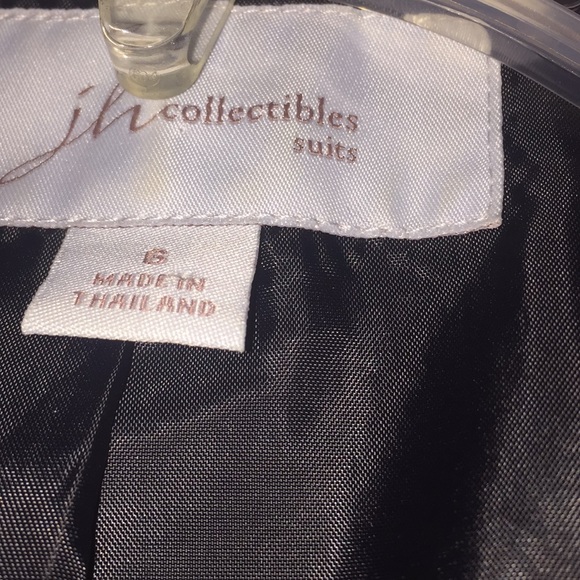 jh collectibles
suits
6
MADE IN
THAILAND